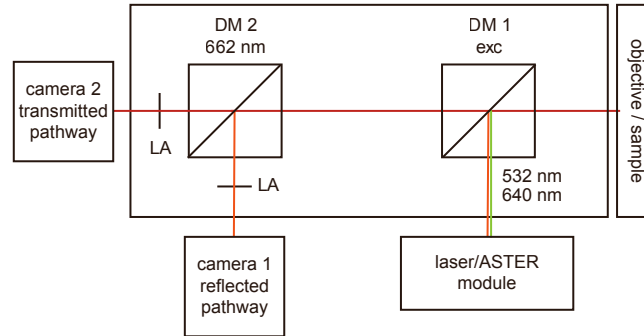 DM 2
662 nm
DM 1
exc
camera 2
transmitted
pathway
LA
LA
532 nm
640 nm
objective / sample
camera 1
reflected
pathway
laser/ASTER
module